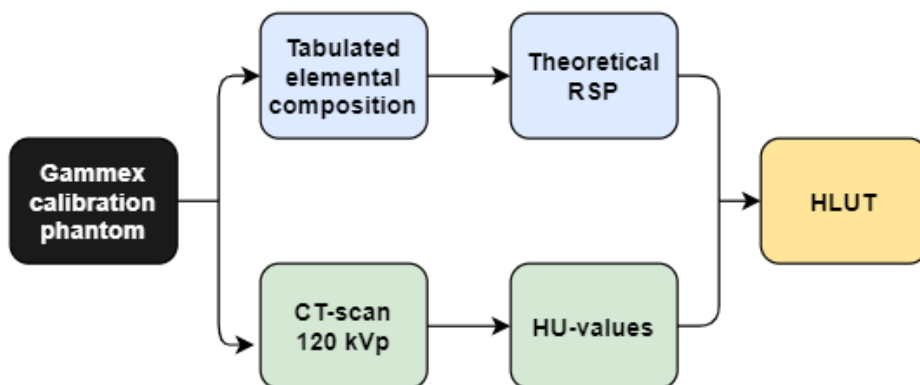 Gammex
calibration
phantom
Tabulated
elemental
composition
Theoretical
RSP
CT-scan
120 kVp
HU-values
HLUT